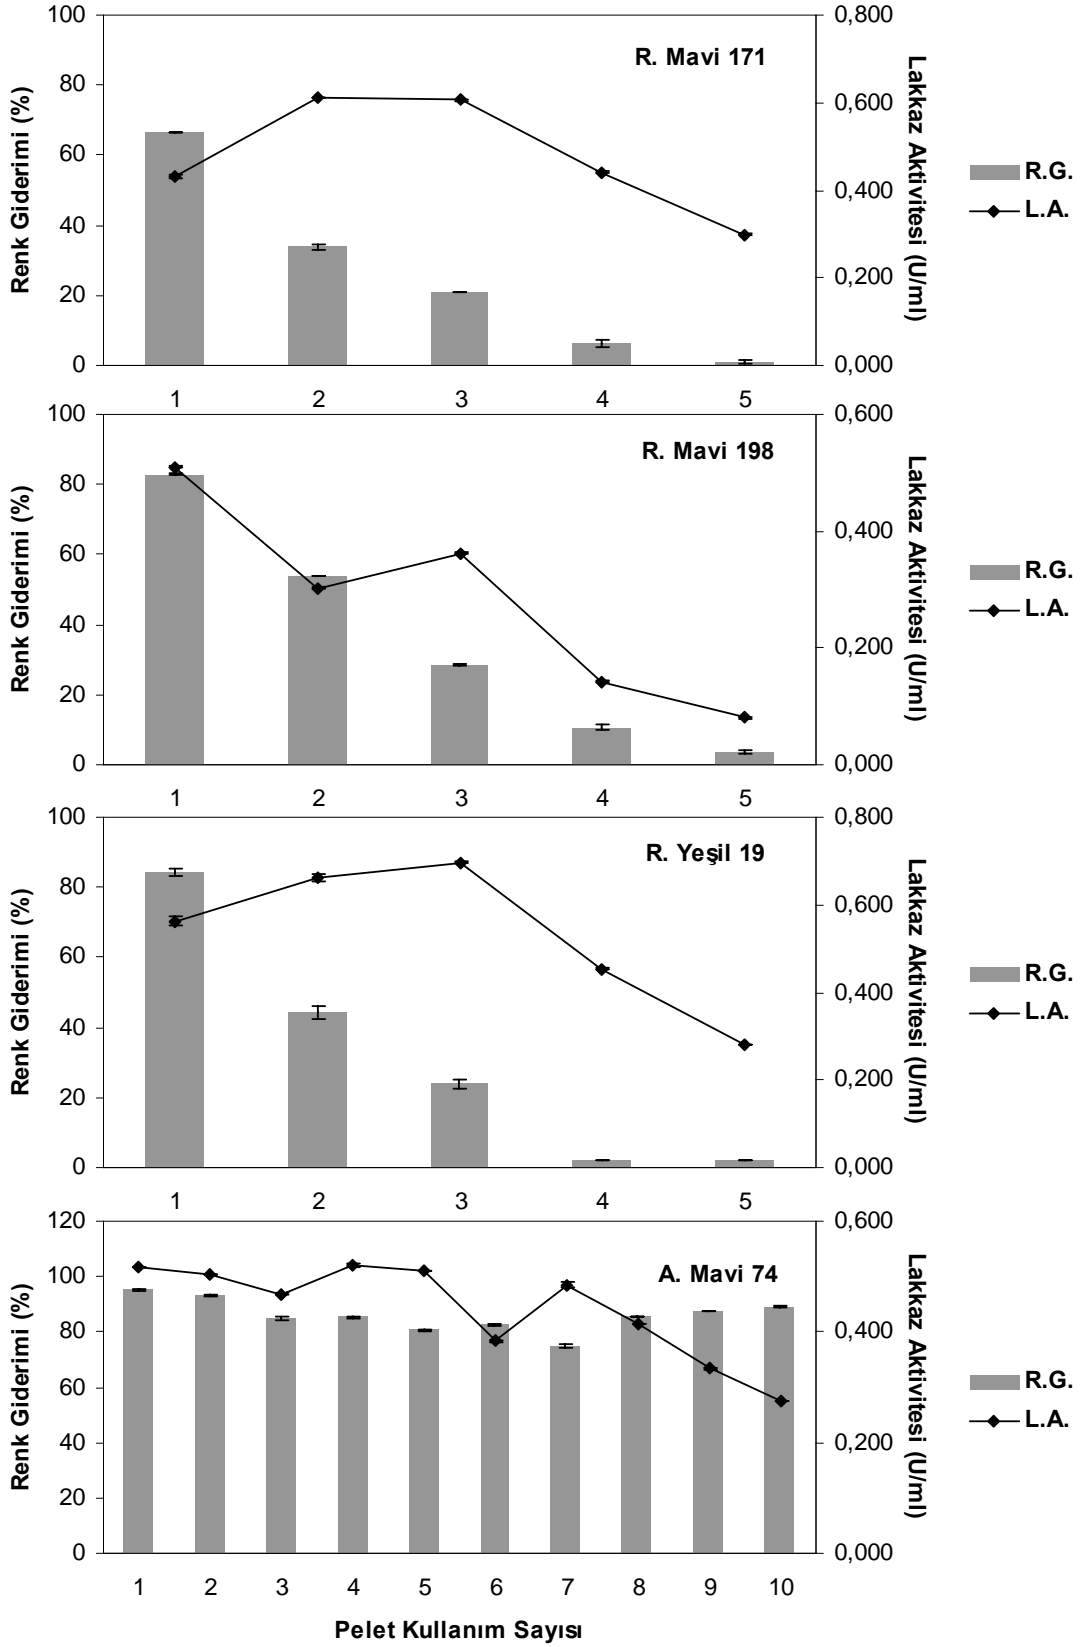 100
80
60
40
20
0
Renk Giderimi (%)
R. Mavi 171
0,800
0,600
0,400
0,200
0,000
Lakkaz Aktivitesi (U/ml)
R.G.
L.A.
1 2 3 4 5
100
80
60
40
20
0
Renk Giderimi (%)
R. Mavi 198
0,600
0,400
0,200
0,000
Lakkaz Aktivitesi (U/ml)
R.G.
L.A.
1 2 3 4 5
100
80
60
40
20
0
Renk Giderimi (%)
R. Yeşil 19
0,800
0,600
0,400
0,200
0,000
Lakkaz Aktivitesi (U/ml)
R.G.
L.A.
1 2 3 4 5
120
100
80
60
40
20
0
Renk Giderimi (%)
A. Mavi 74
0,600
0,400
0,200
0,000
Lakkaz Aktivitesi (U/ml)
R.G.
L.A.
1 2 3 4 5 6 7 8 9 10
Pelet Kullanım Sayısı